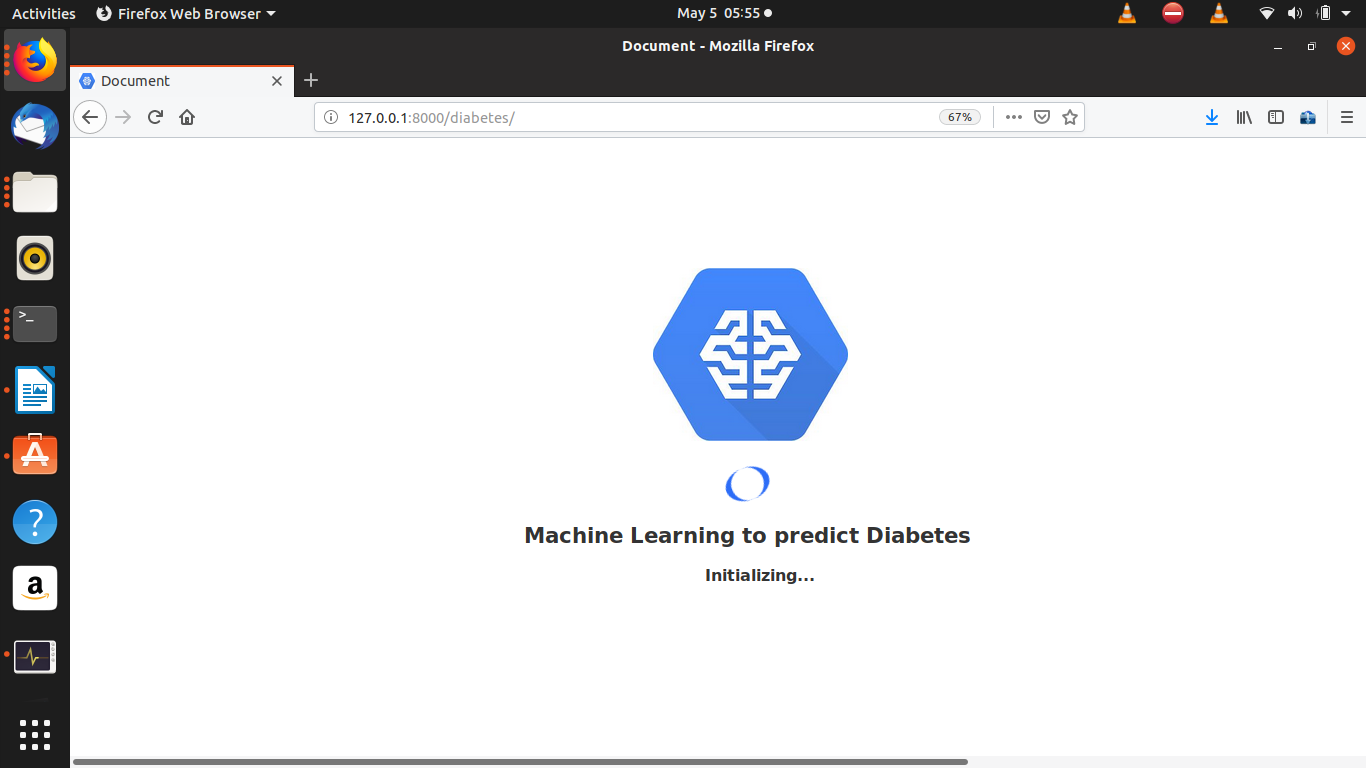 Activities
Firefox Web Browser
May 5 05:55
Document - Mozilla Firefox
Document
127.0.0.1:8000/diabetes/
67%
>_
?
a
Machine Learning to predict Diabetes
Initializing...